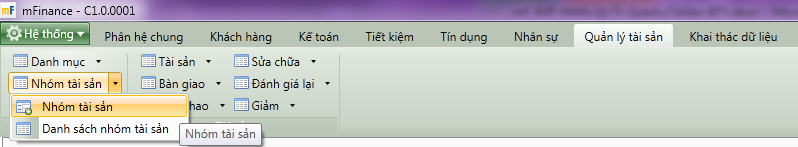 mF mFinance - C1.0.0001
Hệ thống Phân hệ chung Khách hàng Kế toán Tiết kiệm Tín dụng Nhân sự Quản lý tài sản Khai thác dữ liệu
Danh mục Tài sản Sửa chữa
Nhóm tài sản Bàn giao Đánh giá lại
Nhóm tài sản hao Giảm
Danh sách nhóm tài sản
Nhóm tài sản